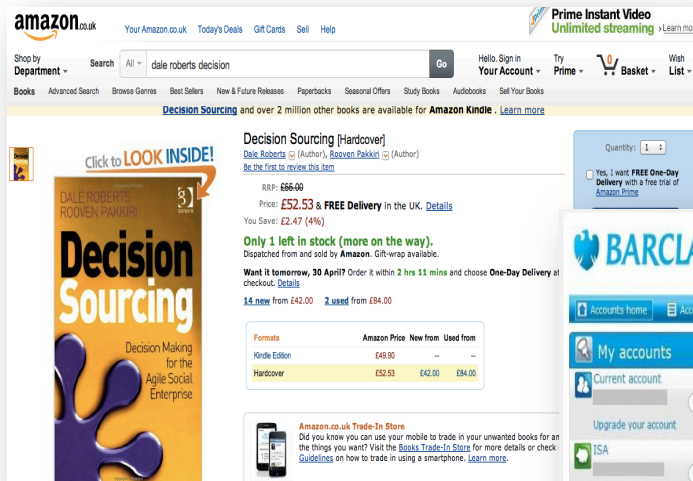 amazon.co.uk
Your Amazon.co.uk Today's Deals Gift Cards Sell Help
Prime Instant Video
Unlimited streaming › Learn mo
Shop by
Department
Search All dale roberts decision Go
Hello. Sign in
Your Account
Try
Prime
0
Basket
Wish
List
Books Advanced Search Browse Genres Best Sellers New & Future Releases Paperbacks Seasonal Offers Study Books Audiobooks Sell Your Books
Decision Sourcing and over 2 million other books are available for Amazon Kindle . Learn more
Click to LOOK INSIDE!
DALE ROBERTS
ROOVEN PAKKIRI
GOWER
Decision
Sourcing
Decision Making
for the
Agile Social
Enterprise
Decision Sourcing [Hardcover]
Dale Roberts (Author), Rooven Pakkiri (Author)
Be the first to review this item
RRP: £55.00
Price: £52.53 & FREE Delivery in the UK. Details
You Save: £2.47 (4%)
Only 1 left in stock (more on the way).
Dispatched from and sold by Amazon. Gift-wrap available.
Want it tomorrow, 30 April? Order it within 2 hrs 11 mins and choose One-Day Delivery at
checkout. Details
14 new from £42.00 2 used from £84.00
Formats Amazon Price New from Used from
Kindle Edition £49.90 -- --
Hardcover £52.53 £42.00 £84.00
Amazon.co.uk Trade-In Store
Did you know you can use your mobile to trade in your unwanted books for an
the things you want? Visit the Books Trade-In Store for more details or check
Guidelines on how to trade in using a smartphone. Learn more.
Quantity: 1
Yes, I want FREE One-Day
Delivery with a free trial of
Amazon Prime
BARCLA
Accounts home Acc
My accounts
Current account
Upgrade your account
ISA